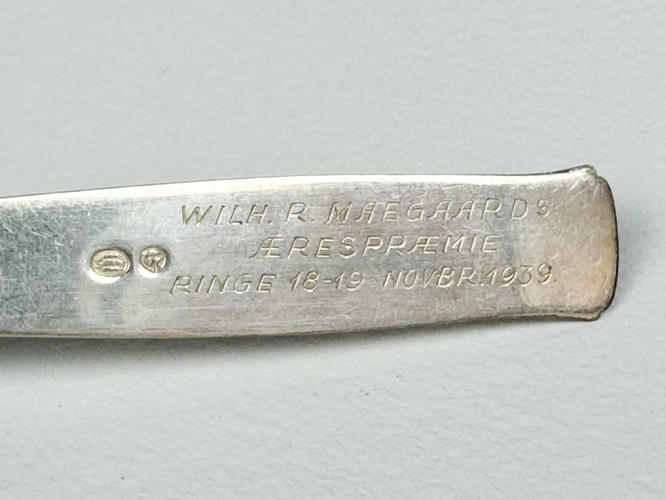 WILH. R. MAEGAARDS
ÆRESPRÆMIE
RINGE 18-19 NOVBR. 1939.